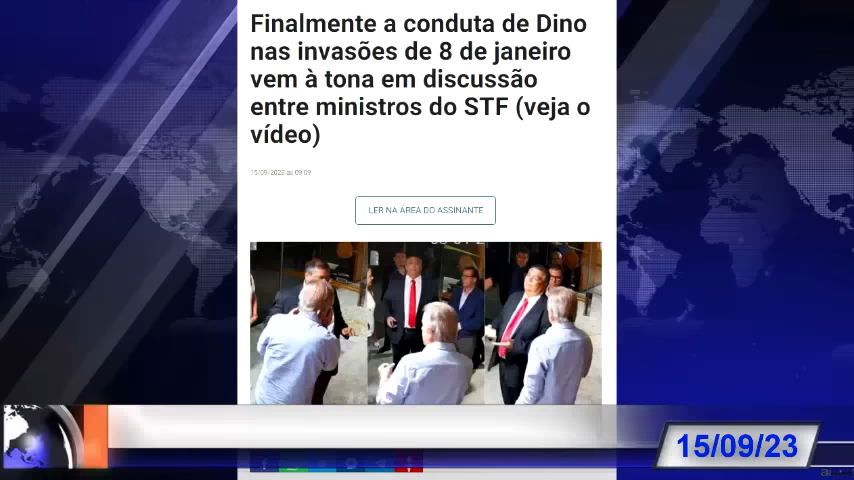 Finalmente a conduta de Dino
nas invasões de 8 de janeiro
vem à tona em discussão
entre ministros do STF (veja o
vídeo)
15/09/2023 às 09:09
LER NA ÁREA DO ASSINANTE
15/09/23